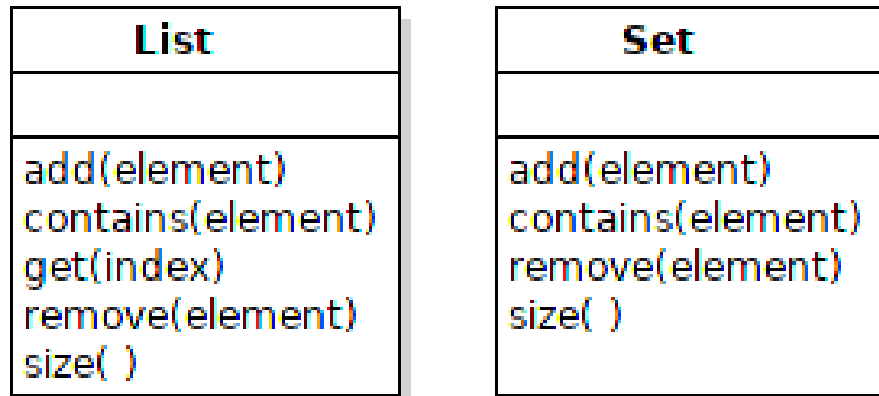 List
add(element)
contains(element)
get(index)
remove(element)
size( )
Set
add(element)
contains(element)
remove(element)
size( )